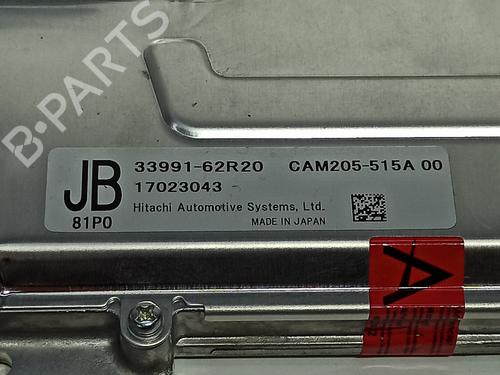 B-PARTS
JB
33991-62R20 CAM205-515A 00
17023043
Hitachi Automotive Systems, Ltd.
81P0
MADE IN JAPAN
A